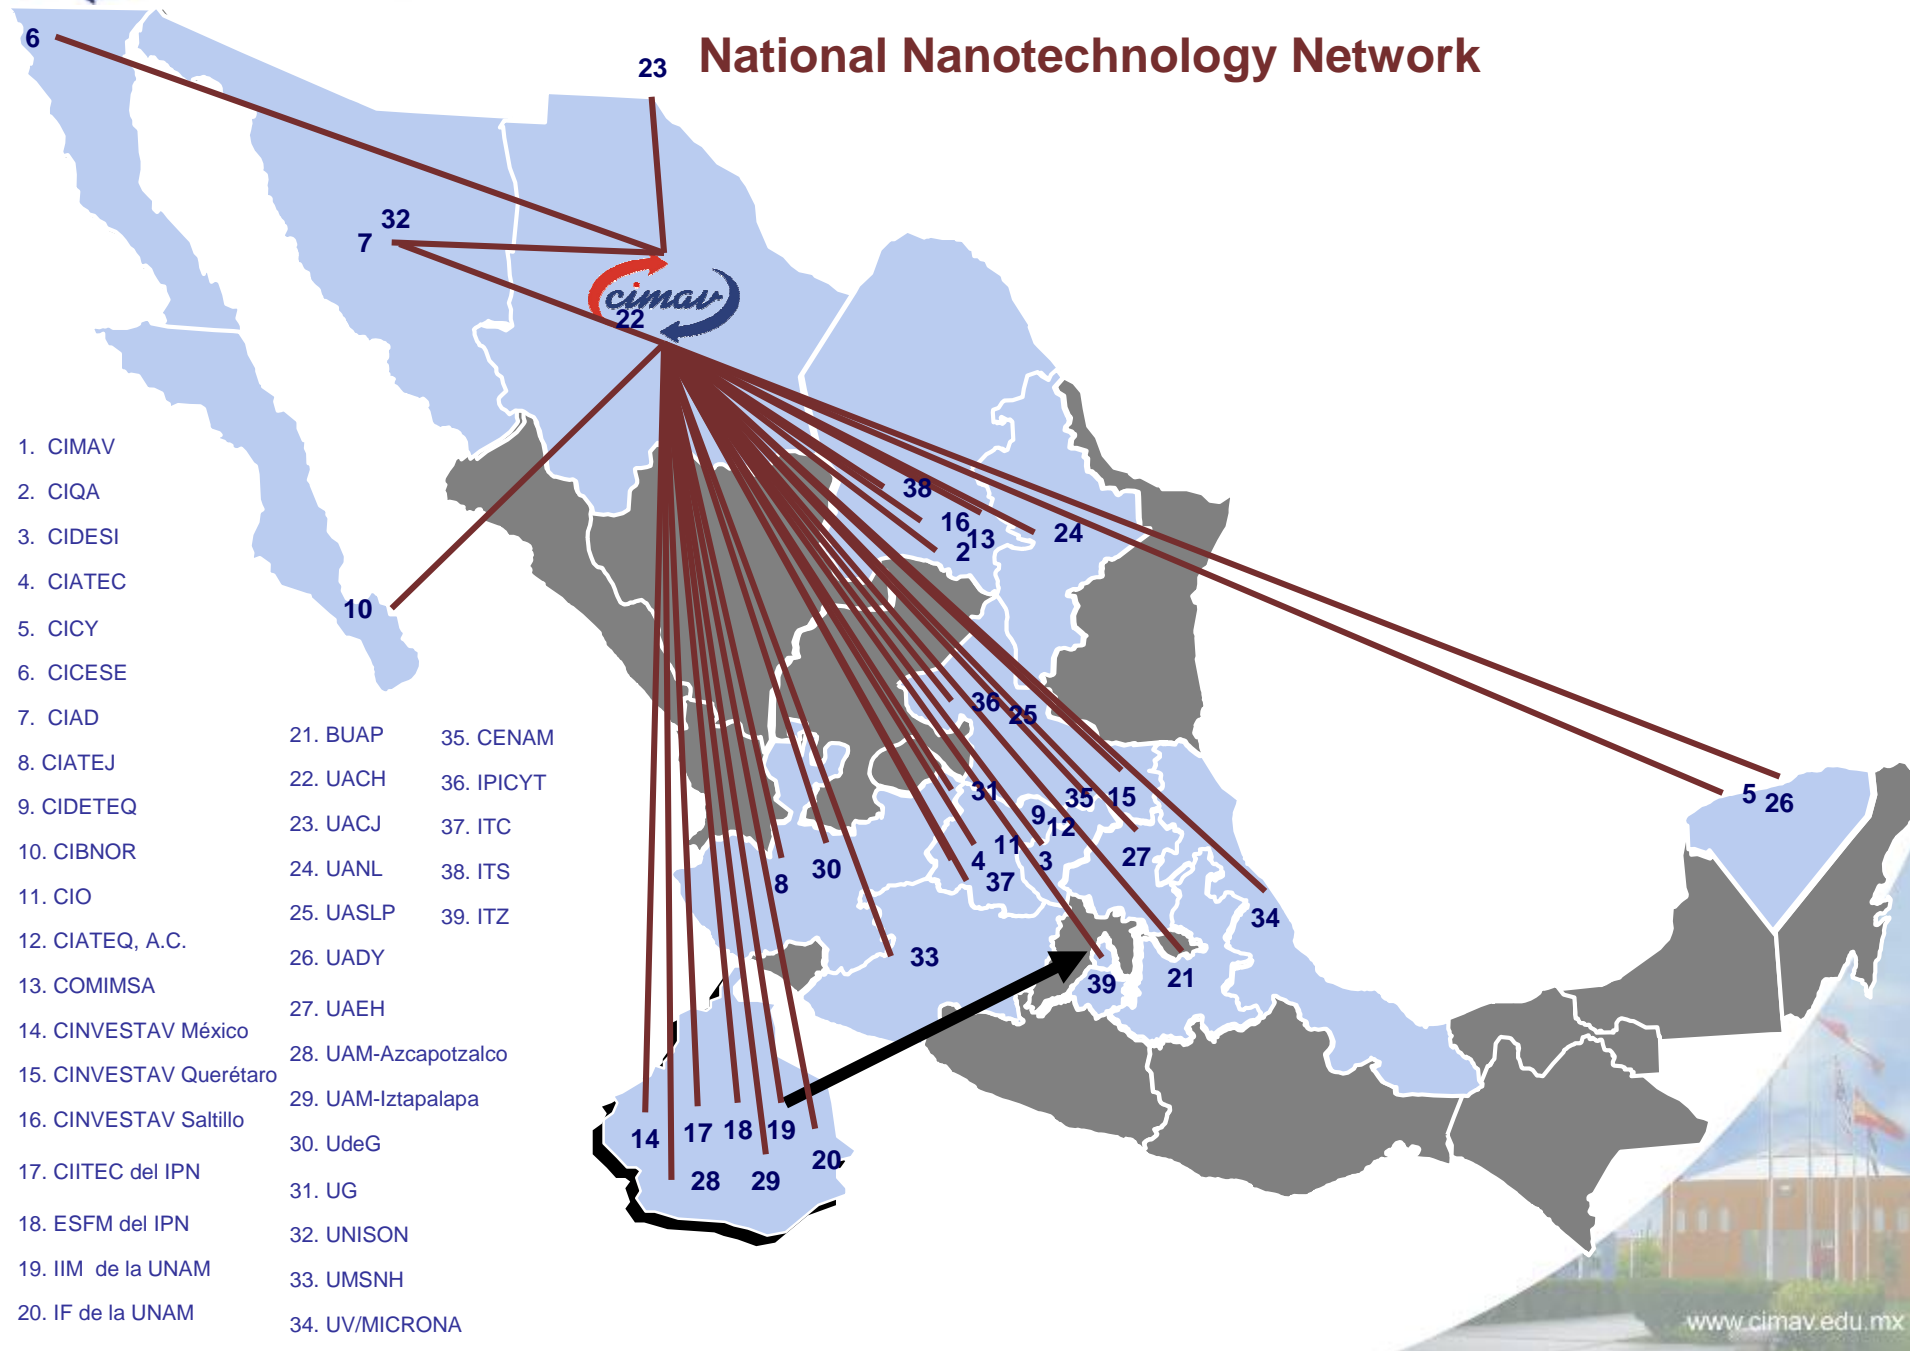 National Nanotechnology Network
6
23
32
7
cimav
22
38
16
13
2
24
10
36
25
31
35
15
9
12
11
4
3
37
27
30
8
33
39
21
34
5
26
14
17
18
19
20
28
29
1. CIMAV
2. CIQA
3. CIDESI
4. CIATEC
5. CICY
6. CICESE
7. CIAD
8. CIATEJ
9. CIDETEQ
10. CIBNOR
11. CIO
12. CIATEQ, A.C.
13. COMIMSA
14. CINVESTAV México
15. CINVESTAV Querétaro
16. CINVESTAV Saltillo
17. CIITEC del IPN
18. ESFM del IPN
19. IIM de la UNAM
20. IF de la UNAM
21. BUAP
22. UACH
23. UACJ
24. UANL
25. UASLP
26. UADY
27. UAEH
28. UAM-Azcapotzalco
29. UAM-Iztapalapa
30. UdeG
31. UG
32. UNISON
33. UMSNH
34. UV/MICRONA
35. CENAM
36. IPICYT
37. ITC
38. ITS
39. ITZ
www.cimav.edu.mx